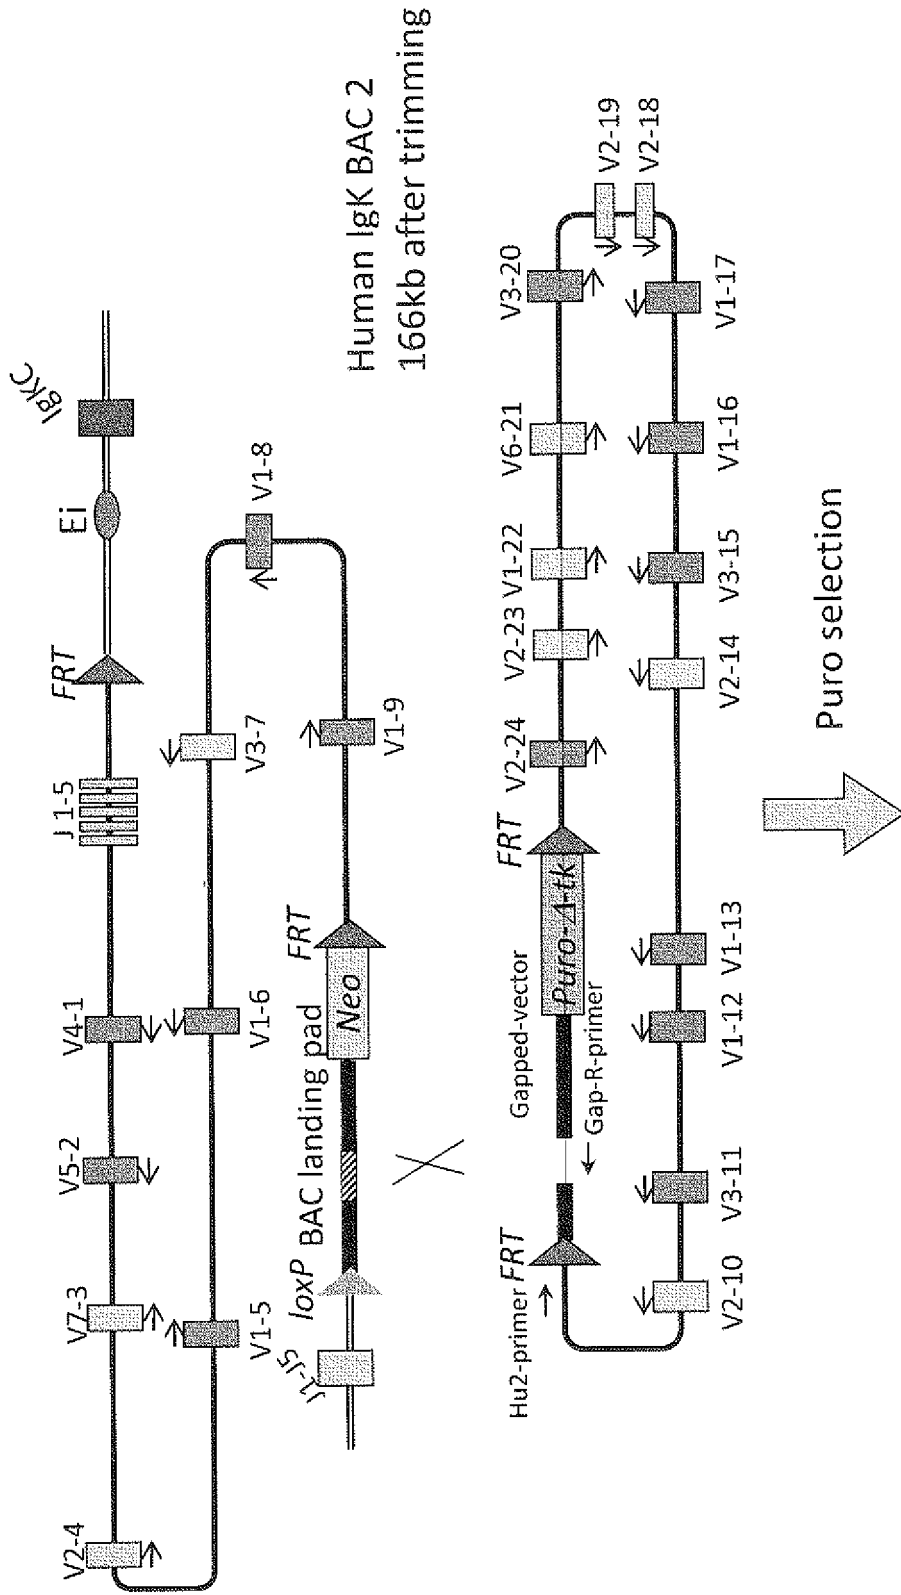 IgKC
Ei
FRT
J 1-5
V4-1
V5-2
V7-3
V2-4
V1-5
V1-6
V3-7
V1-8
V1-9
FRT
Neo
BAC landing pad
loxP
J1-J5
Human IgK BAC 2
166kb after trimming
Hu2-primer
FRT
Gapped-vector
Gap-R-primer
Puro-Δ-tk
FRT
V2-24
V2-23
V1-22
V6-21
V3-20
V2-19
V2-18
V1-17
V1-16
V3-15
V2-14
V1-13
V1-12
V3-11
V2-10
Puro selection